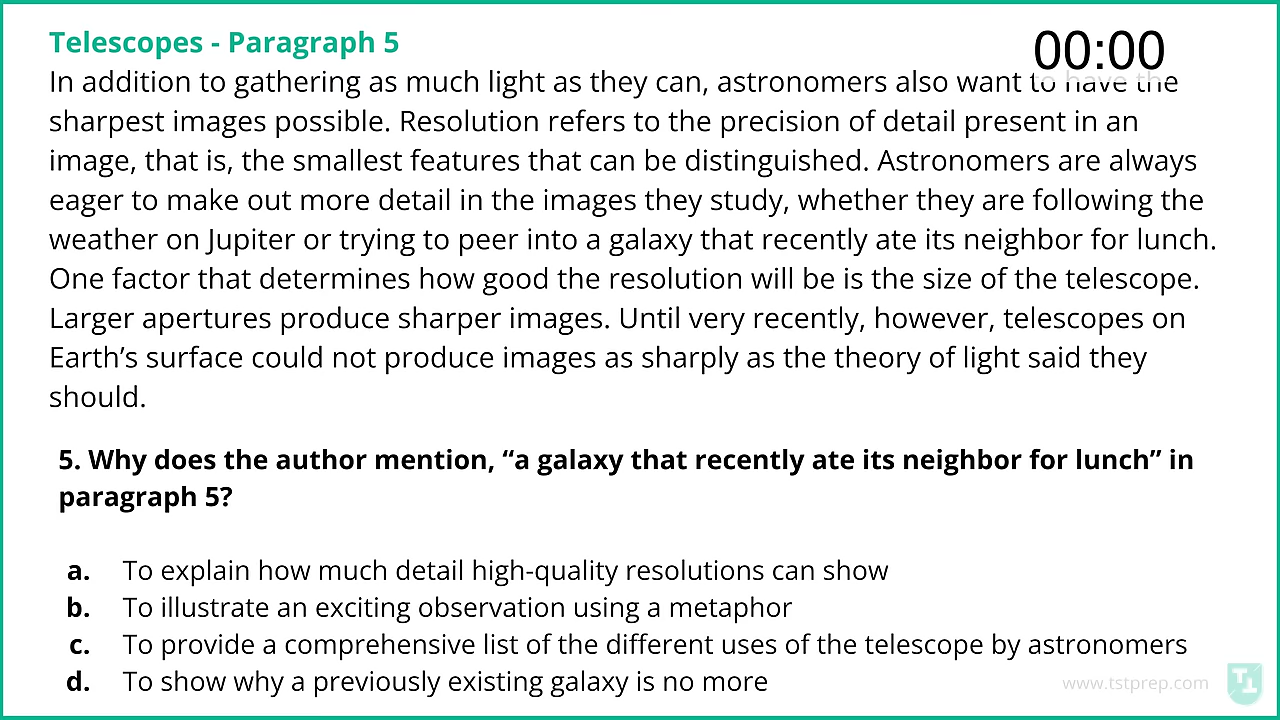 Telescopes - Paragraph 5
00:00
In addition to gathering as much light as they can, astronomers also want to have the
sharpest images possible. Resolution refers to the precision of detail present in an
image, that is, the smallest features that can be distinguished. Astronomers are always
eager to make out more detail in the images they study, whether they are following the
weather on Jupiter or trying to peer into a galaxy that recently ate its neighbor for lunch.
One factor that determines how good the resolution will be is the size of the telescope.
Larger apertures produce sharper images. Until very recently, however, telescopes on
Earth’s surface could not produce images as sharply as the theory of light said they
should.
5. Why does the author mention, “a galaxy that recently ate its neighbor for lunch” in
paragraph 5?
a. To explain how much detail high-quality resolutions can show
b. To illustrate an exciting observation using a metaphor
c. To provide a comprehensive list of the different uses of the telescope by astronomers
d. To show why a previously existing galaxy is no more
www.tstprep.com